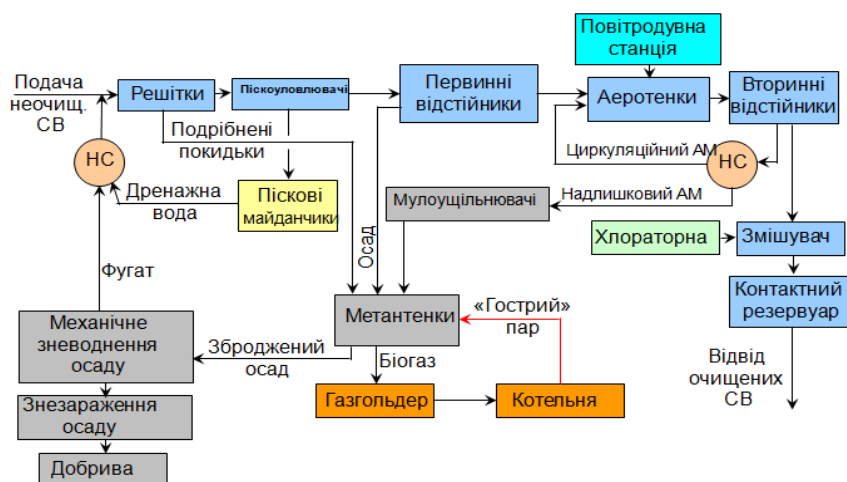 Повітродувна
станція
Подача
неочищ.
СВ
Решітки
Піскоуловлювачі
Первинні
відстійники
Аеротенки
Вторинні
відстійники
Подрібнені
покидьки
НС
Циркуляційний АМ
НС
Дренажна
вода
Піскові
майданчики
Мулоущільнювачі
Надлишковий АМ
Хлораторна
Змішувач
Осад
Фугат
Контактний
резервуар
Метантенки
«Гострий»
пар
Механічне
зневоднення
осаду
Зброджений
осад
Біогаз
Відвід
очищених
СВ
Газгольдер
Котельня
Знезараження
осаду
Добрива